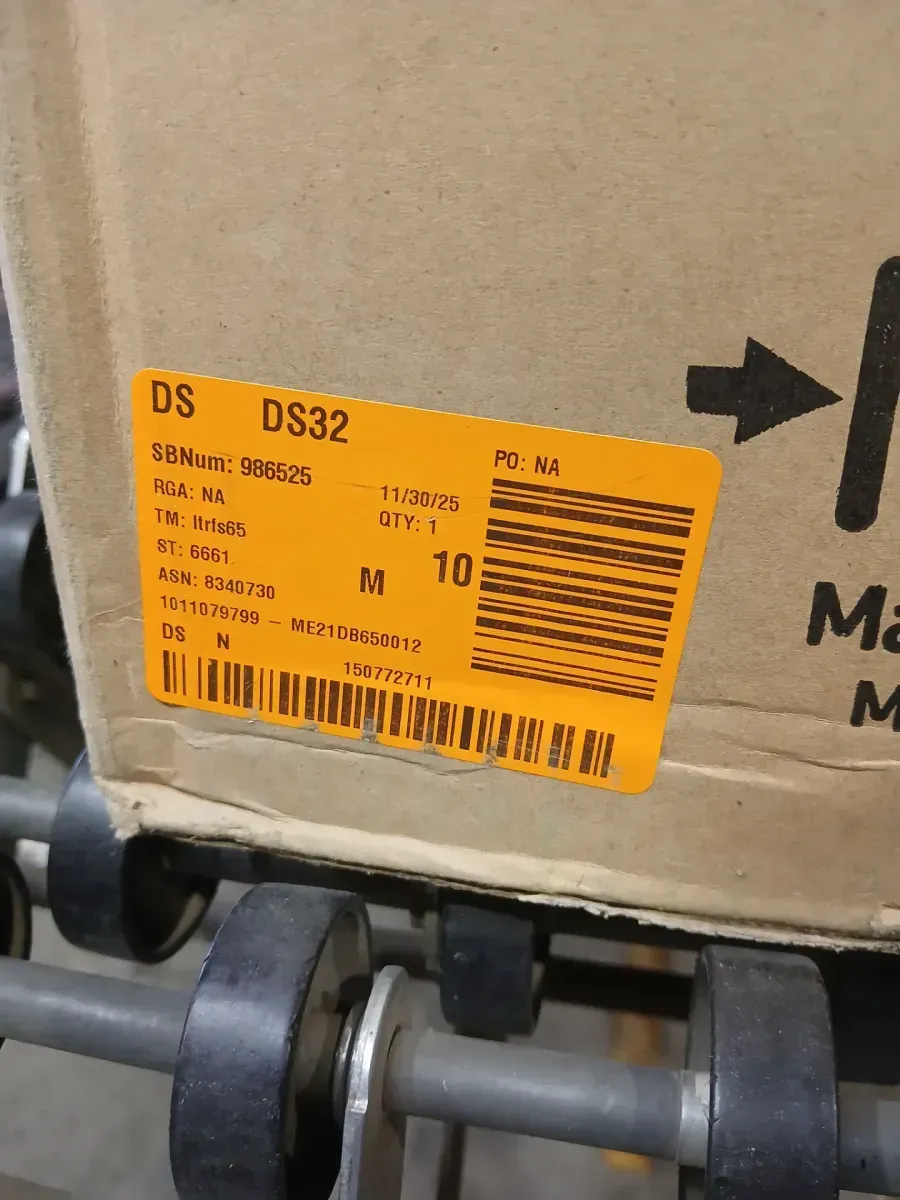 DS DS32
SBNum: 986525
PO: NA
RGA: NA
11/30/25
TM: ltrfs65
QTY: 1
ST: 6661
M 10
ASN: 8340730
1011079799 – ME21DB650012
DS N
150772711